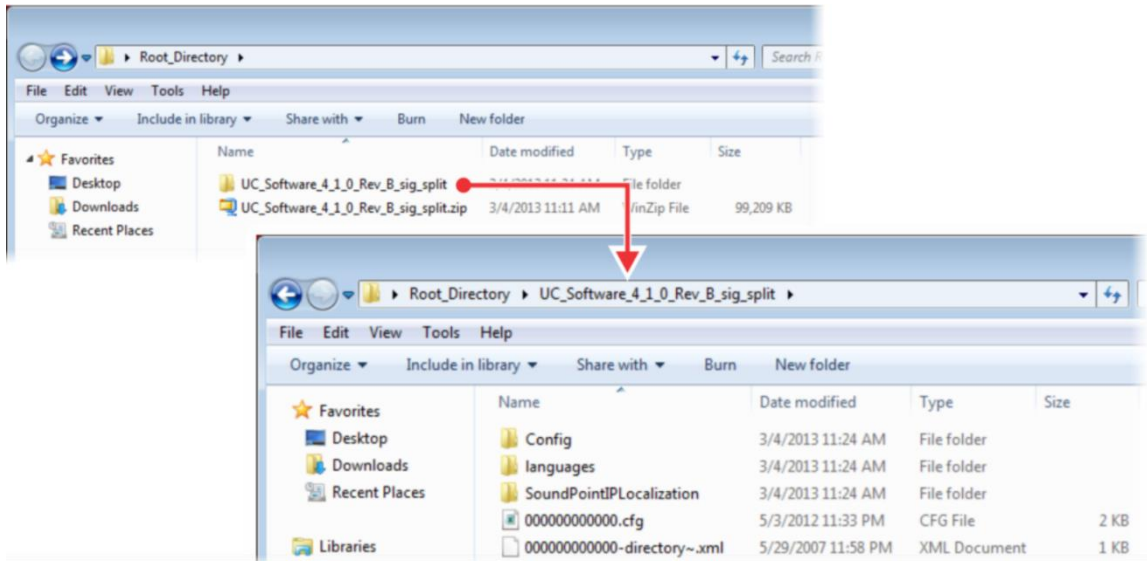 Root_Directory
Search
File Edit View Tools Help
Organize Include in library Share with Burn New folder
Favorites Name Date modified Type Size
Desktop UC_Software_4_1_0_Rev_B_sig_split File folder
Downloads UC_Software_4_1_0_Rev_B_sig_split.zip 3/4/2013 11:11 AM WinZip File 99,209 KB
Recent Places
Root_Directory UC_Software_4_1_0_Rev_B_sig_split
File Edit View Tools Help
Organize Include in library Share with Burn New folder
Favorites Name Date modified Type Size
Desktop Config 3/4/2013 11:24 AM File folder
Downloads languages 3/4/2013 11:24 AM File folder
Recent Places SoundPointIPLocalization 3/4/2013 11:24 AM File folder
000000000000.cfg 5/3/2012 11:33 PM CFG File 2 KB
Libraries 000000000000-directory~.xml 5/29/2007 11:58 PM XML Document 1 KB